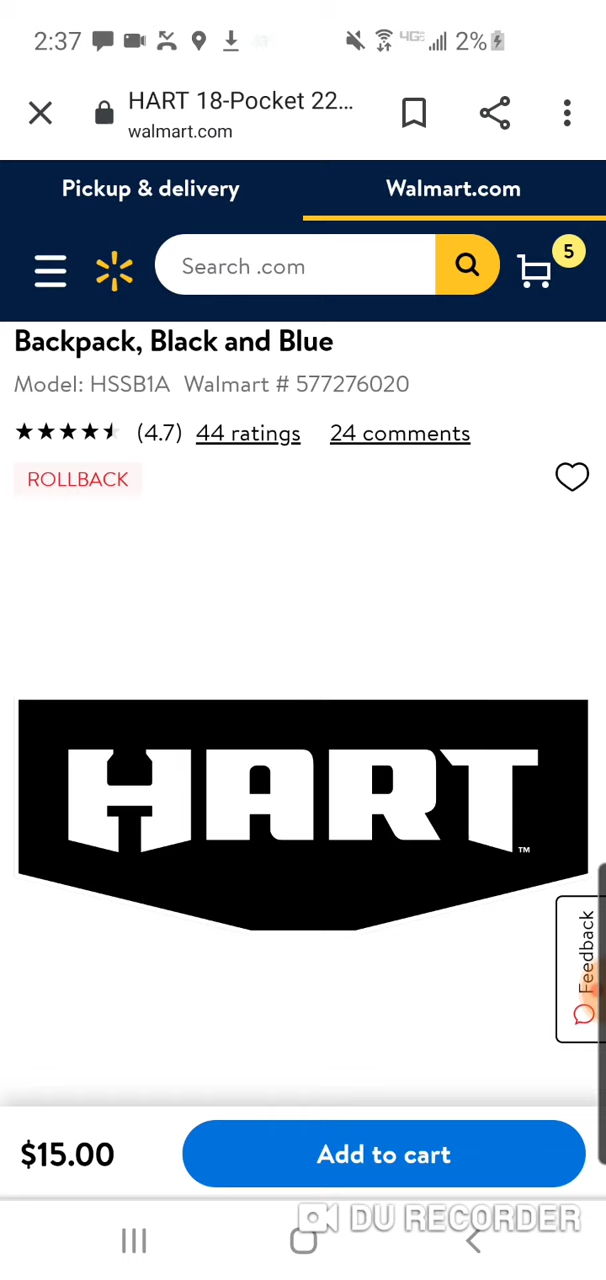 2:37 4GE 2%
HART 18-Pocket 22...
walmart.com
Pickup & delivery Walmart.com
Search .com 5
Backpack, Black and Blue
Model: HSSB1A Walmart # 577276020
(4.7) 44 ratings 24 comments
ROLLBACK
HART
TM
Feedback
$15.00 Add to cart
DU RECORDER